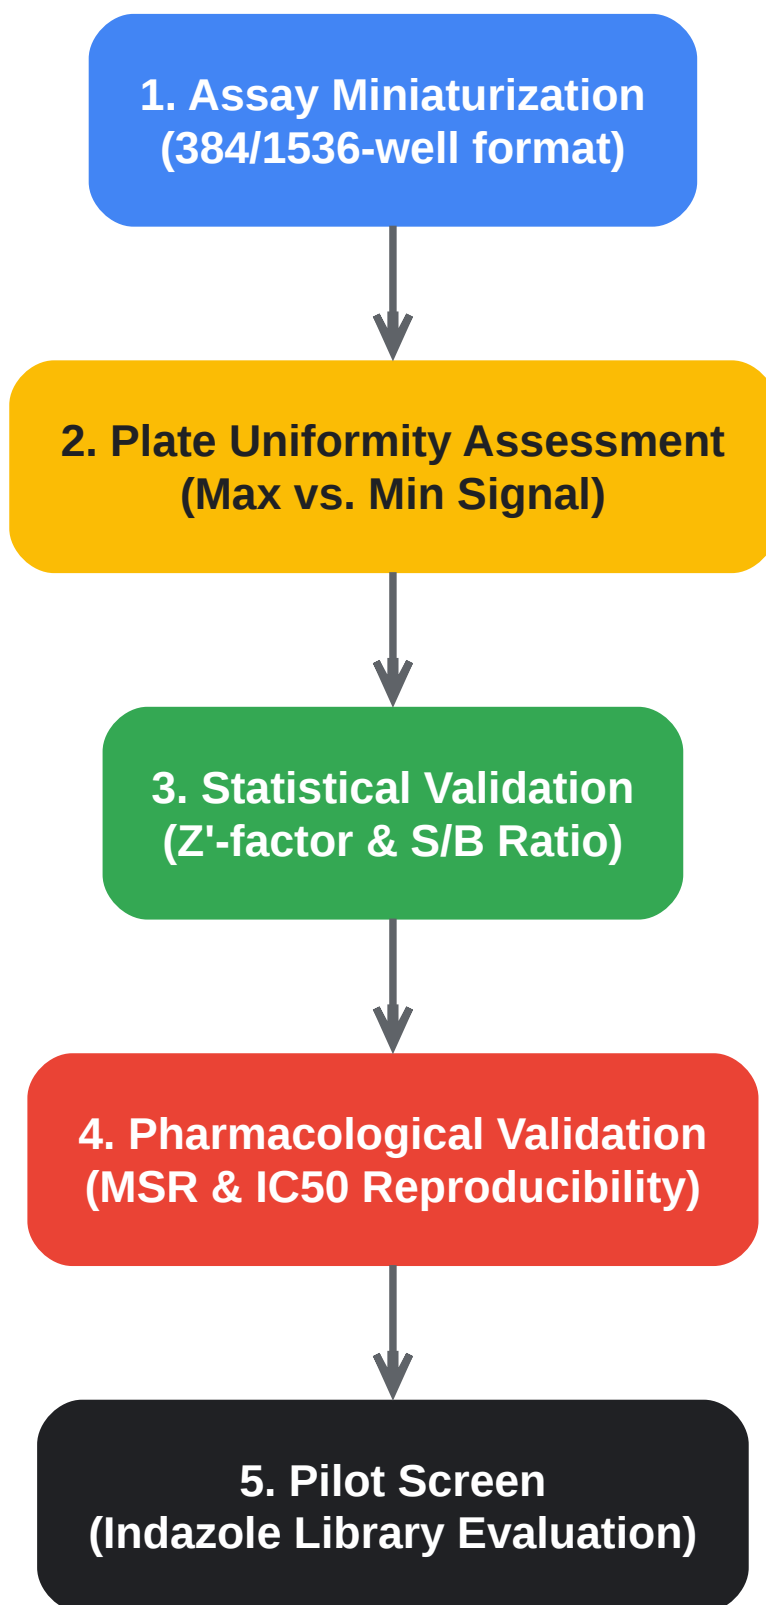 1. Assay Miniaturization
(384/1536-well format)
2. Plate Uniformity Assessment
(Max vs. Min Signal)
3. Statistical Validation
(Z'-factor & S/B Ratio)
4. Pharmacological Validation
(MSR & IC50 Reproducibility)
5. Pilot Screen
(Indazole Library Evaluation)